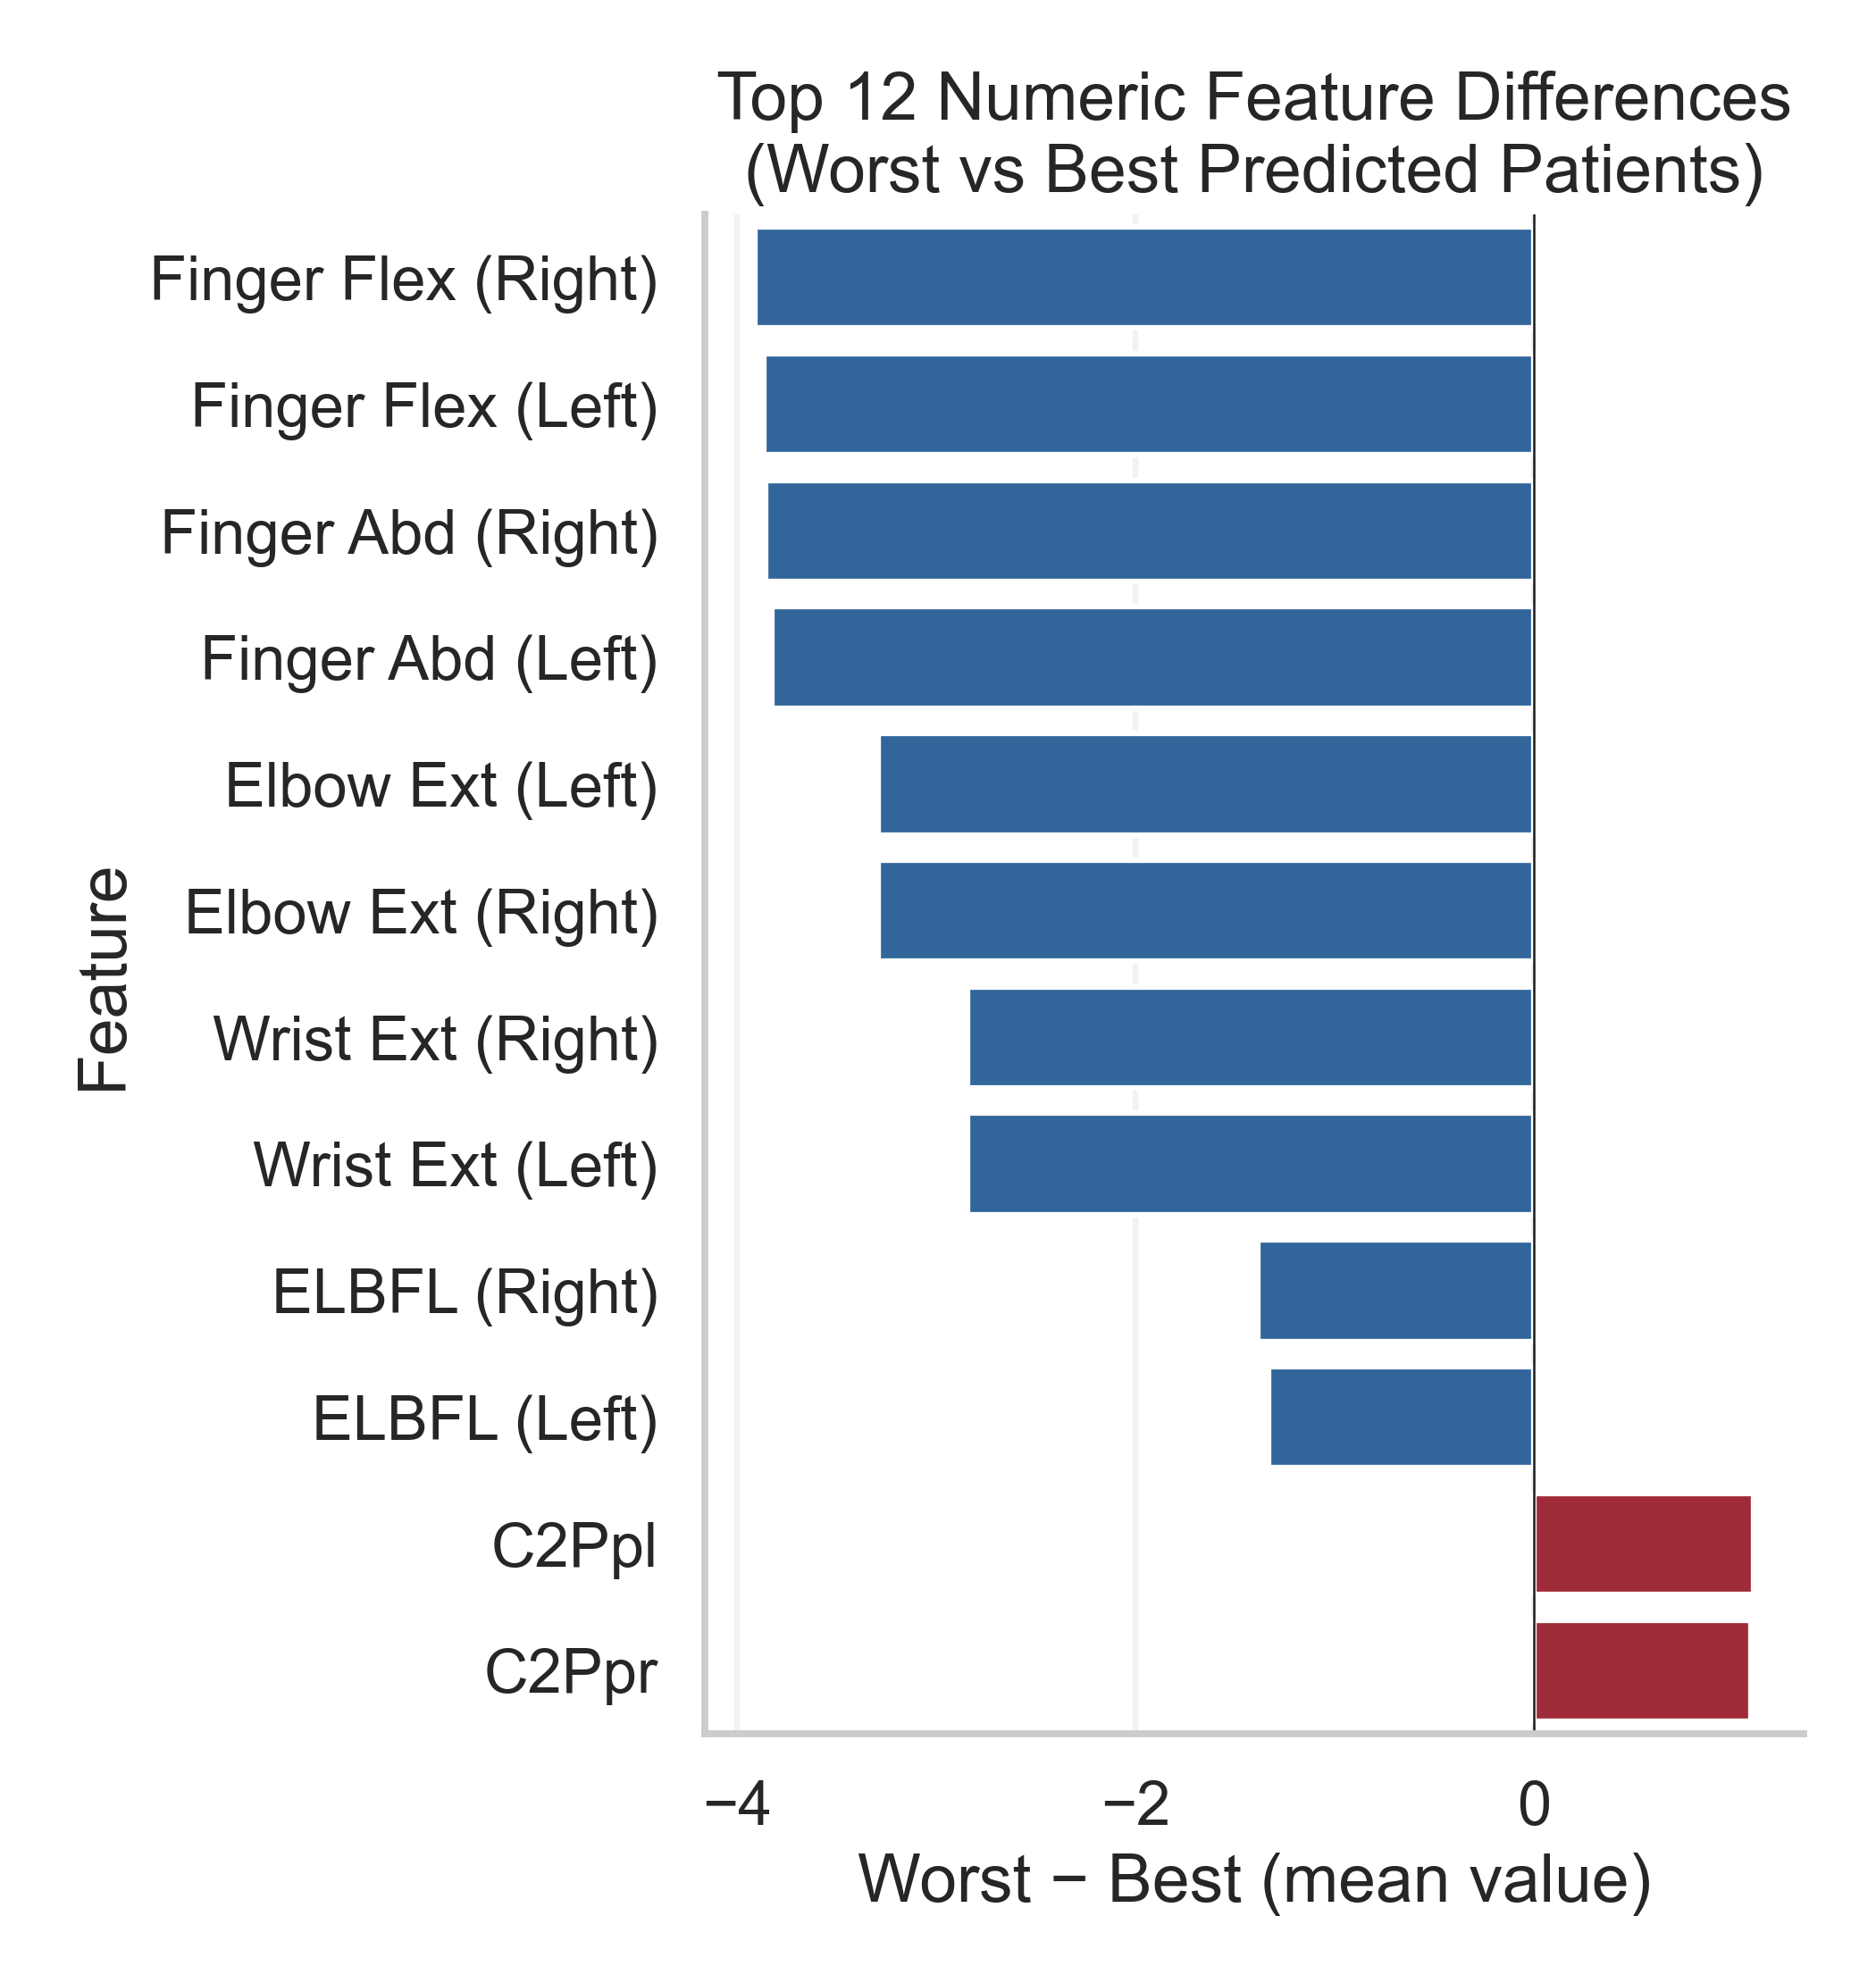 Top 12 Numeric Feature Differences
(Worst vs Best Predicted Patients)
Finger Flex (Right)
Finger Flex (Left)
Finger Abd (Right)
Finger Abd (Left)
Elbow Ext (Left)
Elbow Ext (Right)
Wrist Ext (Right)
Wrist Ext (Left)
ELBFL (Right)
ELBFL (Left)
C2Ppl
C2Ppr
Feature
−4 −2 0
Worst − Best (mean value)